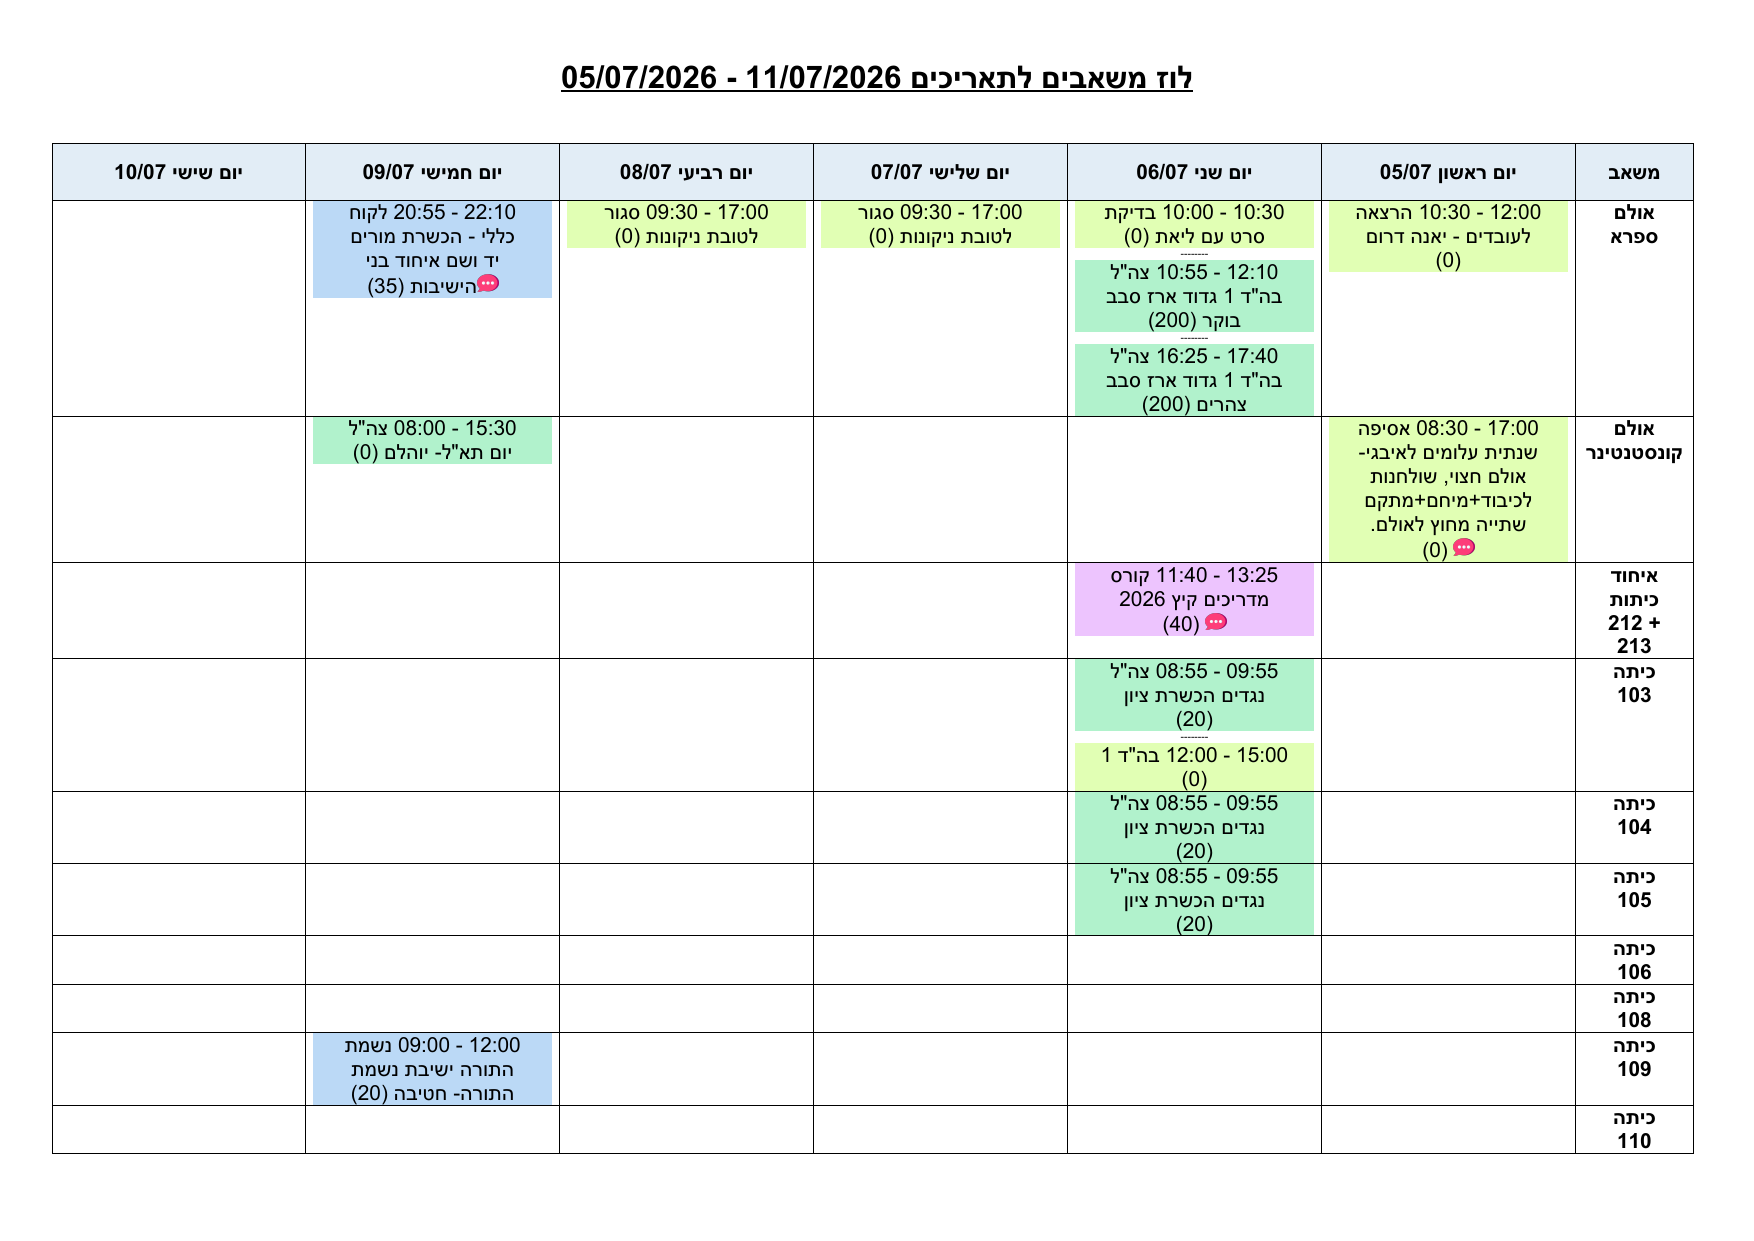 לוז משאבים לתאריכים 05/07/2026 - 11/07/2026
משאב
יום ראשון 05/07
יום שני 06/07
יום שלישי 07/07
יום רביעי 08/07
יום חמישי 09/07
יום שישי 10/07
אולם
ספרא
10:30 - 12:00 הרצאה
לעובדים - יאנה דרום
(0)
10:00 - 10:30 בדיקת
סרט עם ליאת (0)
--------
10:55 - 12:10 צה"ל
בה"ד 1 גדוד ארז סבב
בוקר (200)
--------
16:25 - 17:40 צה"ל
בה"ד 1 גדוד ארז סבב
צהרים (200)
09:30 - 17:00 סגור
לטובת ניקונות (0)
09:30 - 17:00 סגור
לטובת ניקונות (0)
20:55 - 22:10 לקוח
כללי - הכשרת מורים
יד ושם איחוד בני
הישיבות (35)
אולם
קונסטנטינר
08:30 - 17:00 אסיפה
שנתית עלומים לאיבגי-
אולם חצוי, שולחנות
לכיבוד+מיחם+מתקם
שתייה מחוץ לאולם.
(0)
08:00 - 15:30 צה"ל
יום תא"ל- יוהלם (0)
איחוד
כיתות
212 +
213
11:40 - 13:25 קורס
מדריכים קיץ 2026
(40)
כיתה
103
08:55 - 09:55 צה"ל
נגדים הכשרת ציון
(20)
--------
12:00 - 15:00 בה"ד 1
(0)
כיתה
104
08:55 - 09:55 צה"ל
נגדים הכשרת ציון
(20)
כיתה
105
08:55 - 09:55 צה"ל
נגדים הכשרת ציון
(20)
כיתה
106
כיתה
108
כיתה
109
09:00 - 12:00 נשמת
התורה ישיבת נשמת
התורה- חטיבה (20)
כיתה
110